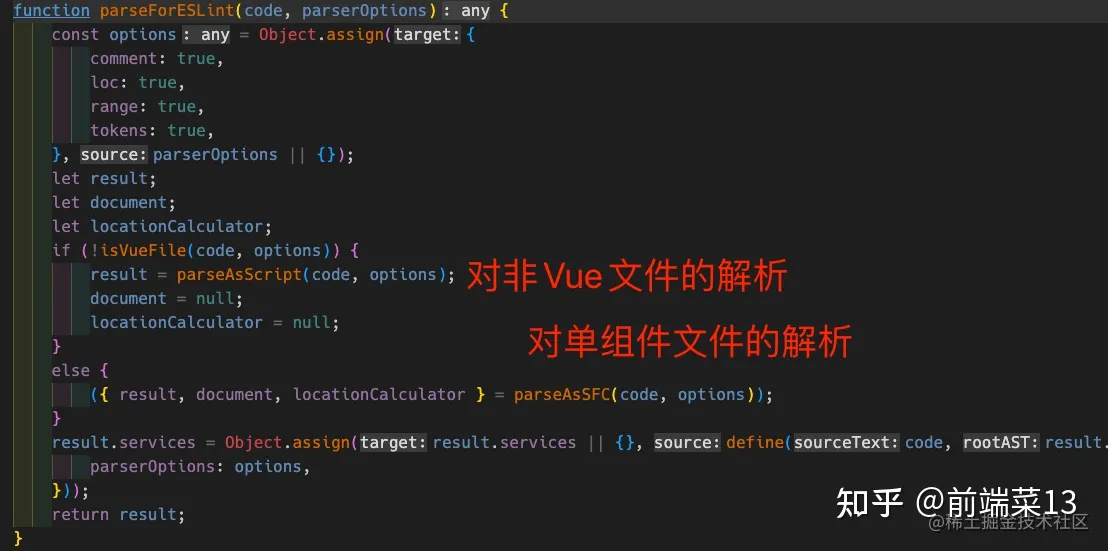 function parseForESLint(code, parserOptions): any {
const options: any = Object.assign(target: {
comment: true,
loc: true,
range: true,
tokens: true,
}, source: parserOptions || {});
let result;
let document;
let locationCalculator;
if (!isVueFile(code, options)) {
result = parseAsScript(code, options); 对非Vue文件的解析
document = null;
locationCalculator = null;
} 对单组件文件的解析
else {
({ result, document, locationCalculator } = parseAsSFC(code, options));
}
result.services = Object.assign(target: result.services || {}, source: define(sourceText: code, rootAST: result.
parserOptions: options,
}));
return result;
}
知乎 @前端菜13
@稀土掘金技术社区